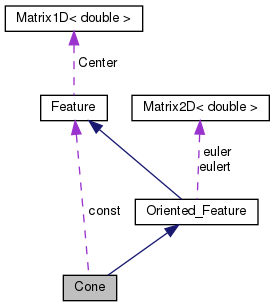 Matrix1D< double >
Center
Feature
Matrix2D< double >
euler
eulert
const
Oriented_Feature
Cone